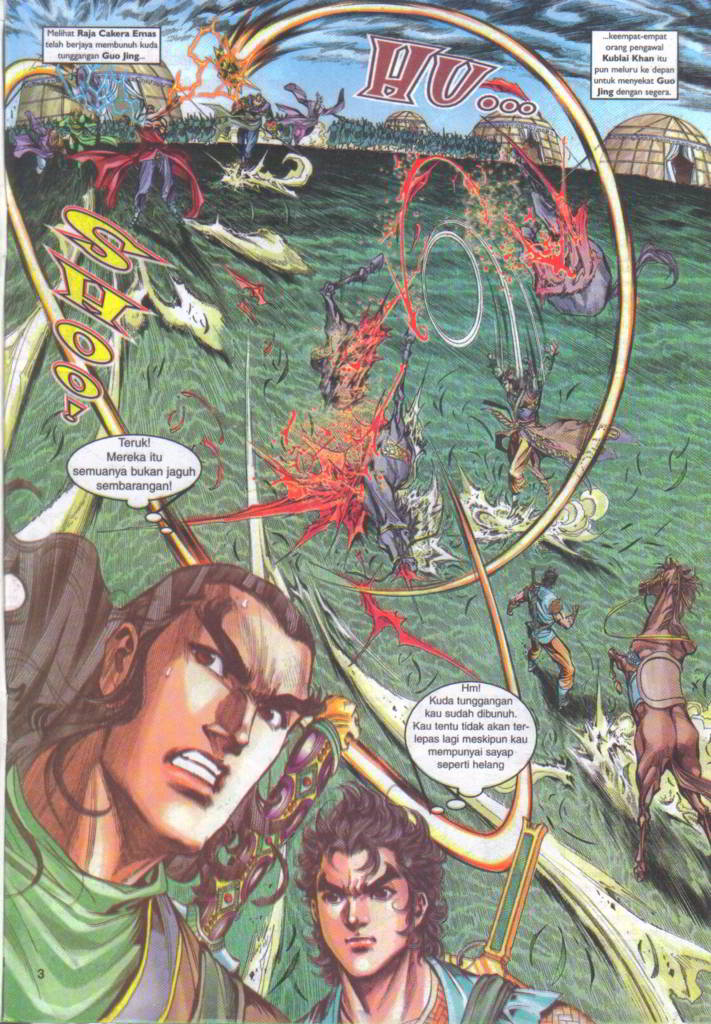 Melihat Raja Cakera Emas
telah berjaya membunuh kuda
tunggangan Guo Jing...
HU...
...keempat-empat
orang pengawal
Kublai Khan itu
pun meluru ke depan
untuk menyekat Guo
Jing dengan segera.
SHOO!
Teruk!
Mereka itu
semuanya bukan jaguh
sembarangan!
Hm!
Kuda tunggangan
kau sudah dibunuh.
Kau tentu tidak akan ter-
lepas lagi meskipun kau
mempunyai sayap
seperti helang
3